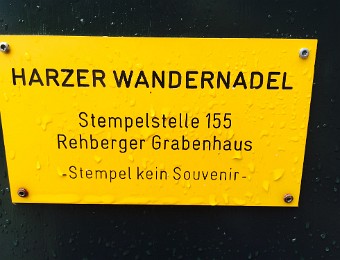 HARZER WANDERNADEL
Stempelstelle 155
Rehberger Grabenhaus
-Stempel kein Souvenir-